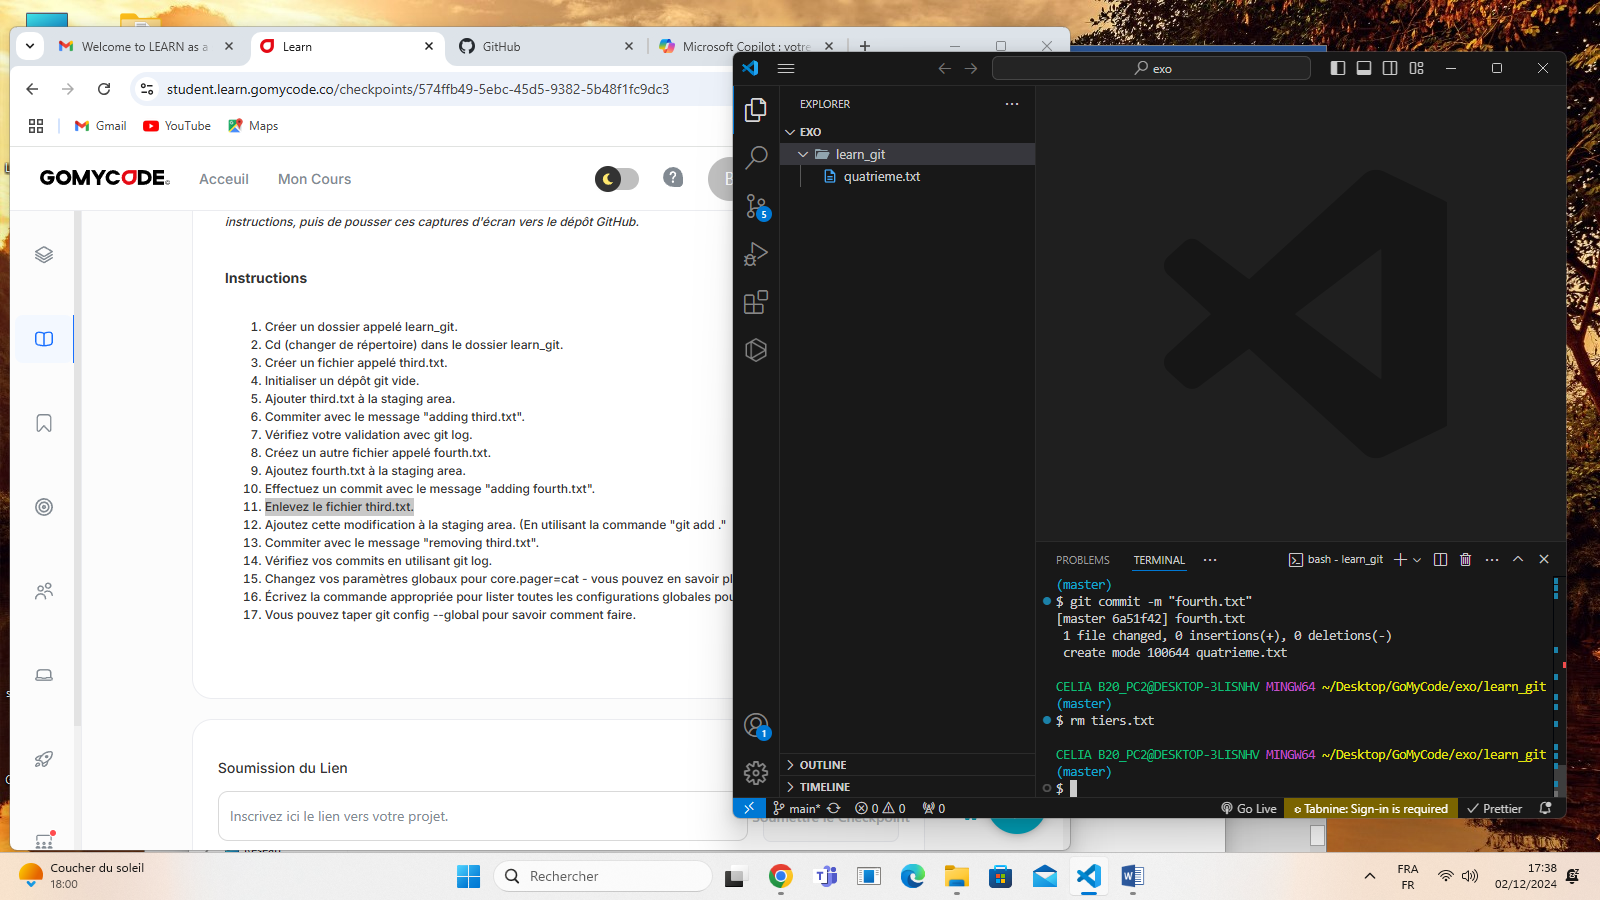 Welcome to LEARN as a
Learn
GitHub
Microsoft Copilot : votre
student.learn.gomycode.co/checkpoints/574ffb49-5ebc-45d5-9382-5b48f1fc9dc3
Gmail
YouTube
Maps
GOMYCODE
Acceuil
Mon Cours
B
instructions, puis de pousser ces captures d'écran vers le dépôt GitHub.
Instructions
1. Créer un dossier appelé learn_git.
2. Cd (changer de répertoire) dans le dossier learn_git.
3. Créer un fichier appelé third.txt.
4. Initialiser un dépôt git vide.
5. Ajouter third.txt à la staging area.
6. Commiter avec le message "adding third.txt".
7. Vérifiez votre validation avec git log.
8. Créez un autre fichier appelé fourth.txt.
9. Ajoutez fourth.txt à la staging area.
10. Effectuez un commit avec le message "adding fourth.txt".
11. Enlevez le fichier third.txt.
12. Ajoutez cette modification à la staging area. (En utilisant la commande "git add ."
13. Commiter avec le message "removing third.txt".
14. Vérifiez vos commits en utilisant git log.
15. Changez vos paramètres globaux pour core.pager=cat - vous pouvez en savoir pl
16. Écrivez la commande appropriée pour lister toutes les configurations globales pou
17. Vous pouvez taper git config --global pour savoir comment faire.
Soumission du Lien
Inscrivez ici le lien vers votre projet.
Soumettre le Checkpoint
exo
EXPLORER
EXO
learn_git
quatrieme.txt
5
1
OUTLINE
TIMELINE
PROBLEMS
TERMINAL
bash - learn_git
(master)
$ git commit -m "fourth.txt"
[master 6a51f42] fourth.txt
1 file changed, 0 insertions(+), 0 deletions(-)
create mode 100644 quatrieme.txt
CELIA B20_PC2@DESKTOP-3LISNHV MINGW64 ~/Desktop/GoMyCode/exo/learn_git
(master)
$ rm tiers.txt
CELIA B20_PC2@DESKTOP-3LISNHV MINGW64 ~/Desktop/GoMyCode/exo/learn_git
(master)
$
main*
0
0
0
Go Live
Tabnine: Sign-in is required
Prettier
Coucher du soleil
18:00
Rechercher
FRA
FR
17:38
02/12/2024